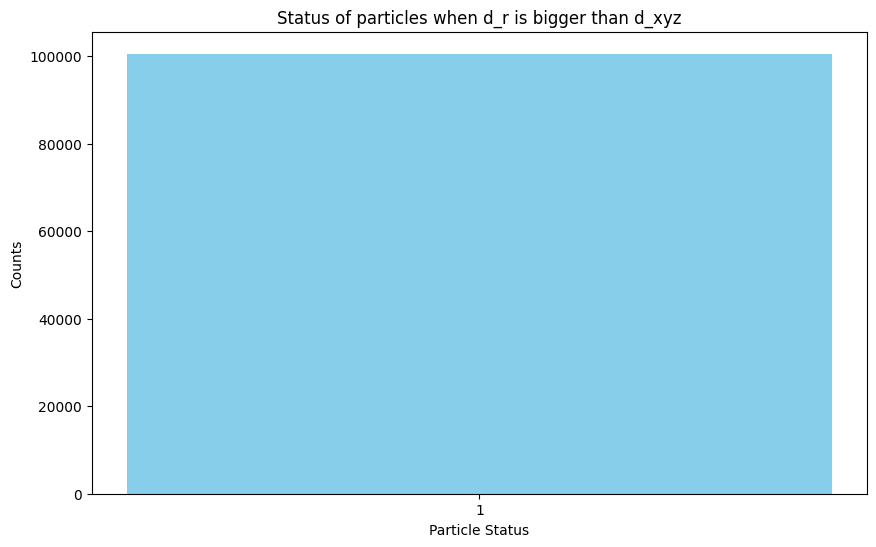 Status of particles when d_r is bigger than d_xyz
100000
80000
60000
40000
20000
0
Counts
1
Particle Status